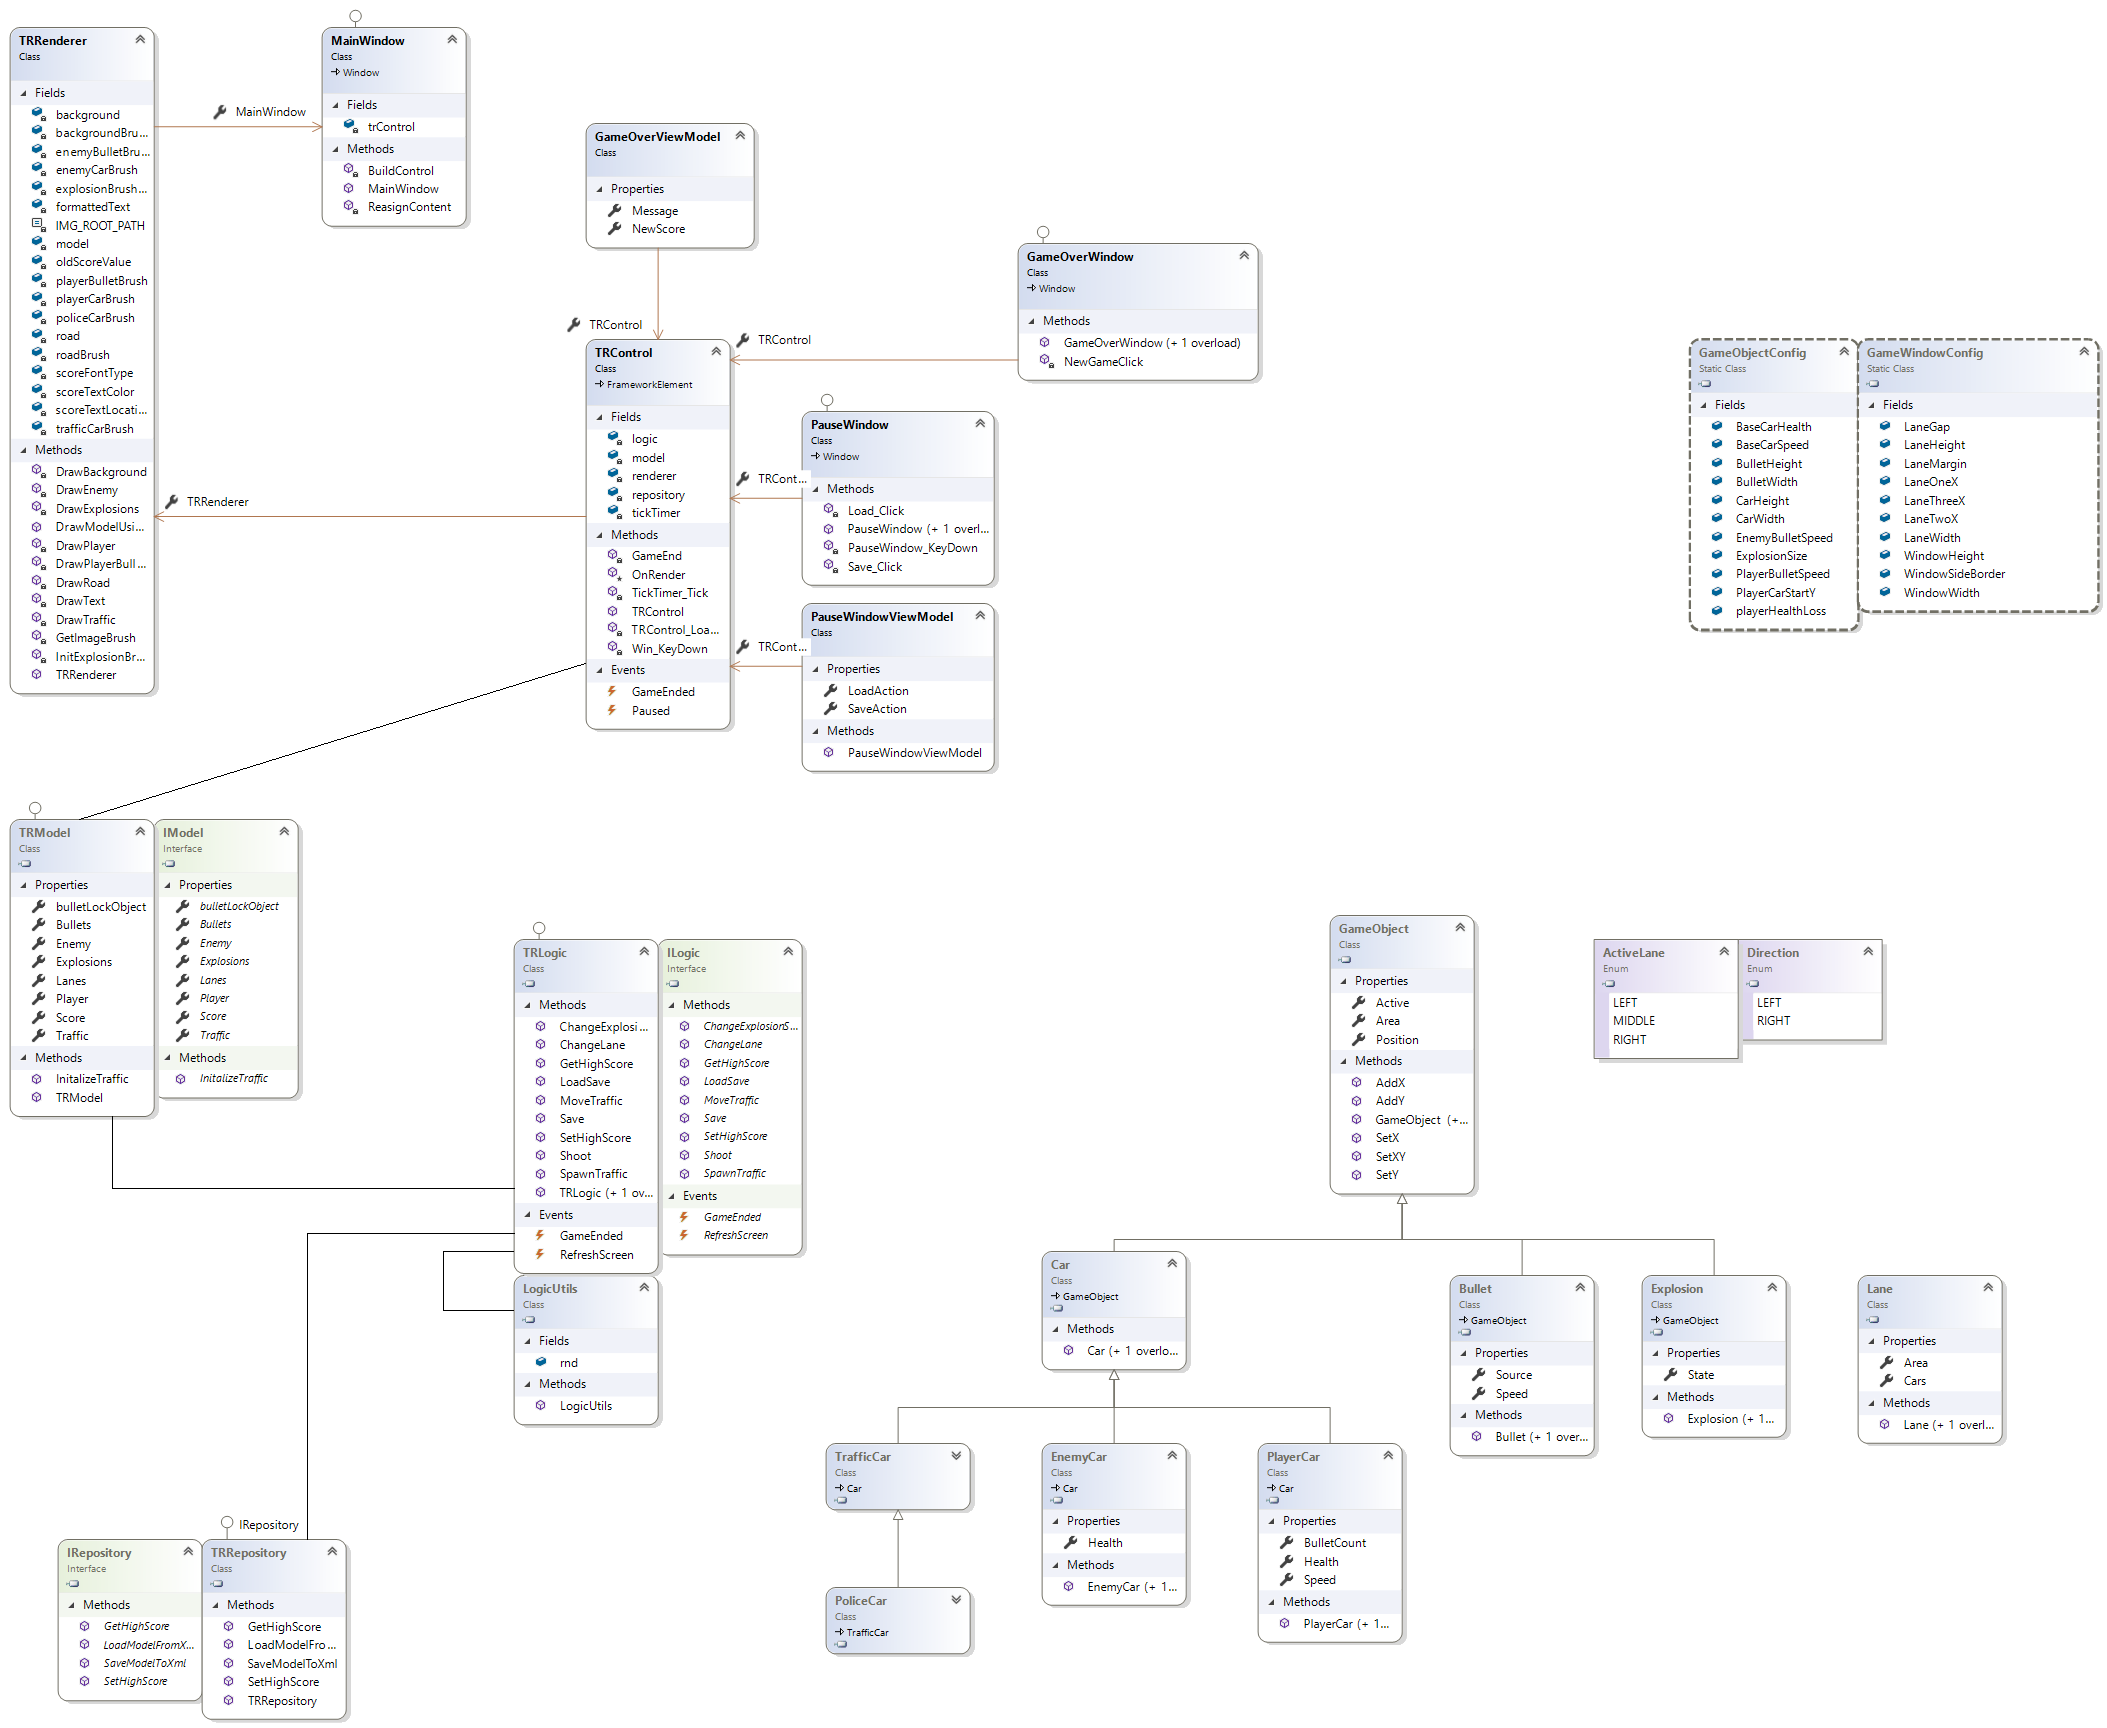 TRRenderer
Class
Fields
background
backgroundBru...
enemyBulletBru...
enemyCarBrush
explosionBrush...
formattedText
IMG_ROOT_PATH
model
oldScoreValue
playerBulletBrush
playerCarBrush
policeCarBrush
road
roadBrush
scoreFontType
scoreTextColor
scoreTextLocati...
trafficCarBrush
Methods
DrawBackground
DrawEnemy
DrawExplosions
DrawModelUsi...
DrawPlayer
DrawPlayerBull...
DrawRoad
DrawText
DrawTraffic
GetImageBrush
InitExplosionBr...
TRRenderer
MainWindow
MainWindow
Class
Window
Fields
trControl
Methods
BuildControl
MainWindow
ReasignContent
GameOverViewModel
Class
Properties
Message
NewScore
TRControl
GameOverWindow
Class
Window
Methods
GameOverWindow (+ 1 overload)
NewGameClick
TRControl
TRControl
Class
FrameworkElement
Fields
logic
model
renderer
repository
tickTimer
Methods
GameEnd
OnRender
TickTimer_Tick
TRControl
TRControl_Loa...
Win_KeyDown
Events
GameEnded
Paused
TRRenderer
PauseWindow
Class
Window
Methods
Load_Click
PauseWindow (+ 1 overl...
PauseWindow_KeyDown
Save_Click
TRCont...
PauseWindowViewModel
Class
Properties
LoadAction
SaveAction
Methods
PauseWindowViewModel
TRCont...
GameObjectConfig
Static Class
Fields
BaseCarHealth
BaseCarSpeed
BulletHeight
BulletWidth
CarHeight
CarWidth
EnemyBulletSpeed
ExplosionSize
PlayerBulletSpeed
PlayerCarStartY
playerHealthLoss
GameWindowConfig
Static Class
Fields
LaneGap
LaneHeight
LaneMargin
LaneOneX
LaneThreeX
LaneTwoX
LaneWidth
WindowHeight
WindowSideBorder
WindowWidth
TRModel
Class
Properties
bulletLockObject
Bullets
Enemy
Explosions
Lanes
Player
Score
Traffic
Methods
InitalizeTraffic
TRModel
IModel
Interface
Properties
bulletLockObject
Bullets
Enemy
Explosions
Lanes
Player
Score
Traffic
Methods
InitalizeTraffic
TRLogic
Class
Methods
ChangeExplosi...
ChangeLane
GetHighScore
LoadSave
MoveTraffic
Save
SetHighScore
Shoot
SpawnTraffic
TRLogic (+ 1 ov...
Events
GameEnded
RefreshScreen
ILogic
Interface
Methods
ChangeExplosionS...
ChangeLane
GetHighScore
LoadSave
MoveTraffic
Save
SetHighScore
Shoot
SpawnTraffic
Events
GameEnded
RefreshScreen
LogicUtils
Class
Fields
rnd
Methods
LogicUtils
GameObject
Class
Properties
Active
Area
Position
Methods
AddX
AddY
GameObject (+...
SetX
SetXY
SetY
ActiveLane
Enum
LEFT
MIDDLE
RIGHT
Direction
Enum
LEFT
RIGHT
Car
Class
GameObject
Methods
Car (+ 1 overlo...
Bullet
Class
GameObject
Properties
Source
Speed
Methods
Bullet (+ 1 over...
Explosion
Class
GameObject
Properties
State
Methods
Explosion (+ 1...
Lane
Class
Properties
Area
Cars
Methods
Lane (+ 1 overl...
TrafficCar
Class
Car
EnemyCar
Class
Car
Properties
Health
Methods
EnemyCar (+ 1...
PlayerCar
Class
Car
Properties
BulletCount
Health
Speed
Methods
PlayerCar (+ 1...
PoliceCar
Class
TrafficCar
IRepository
IRepository
Interface
Methods
GetHighScore
LoadModelFromX...
SaveModelToXml
SetHighScore
TRRepository
Class
Methods
GetHighScore
LoadModelFro...
SaveModelToXml
SetHighScore
TRRepository